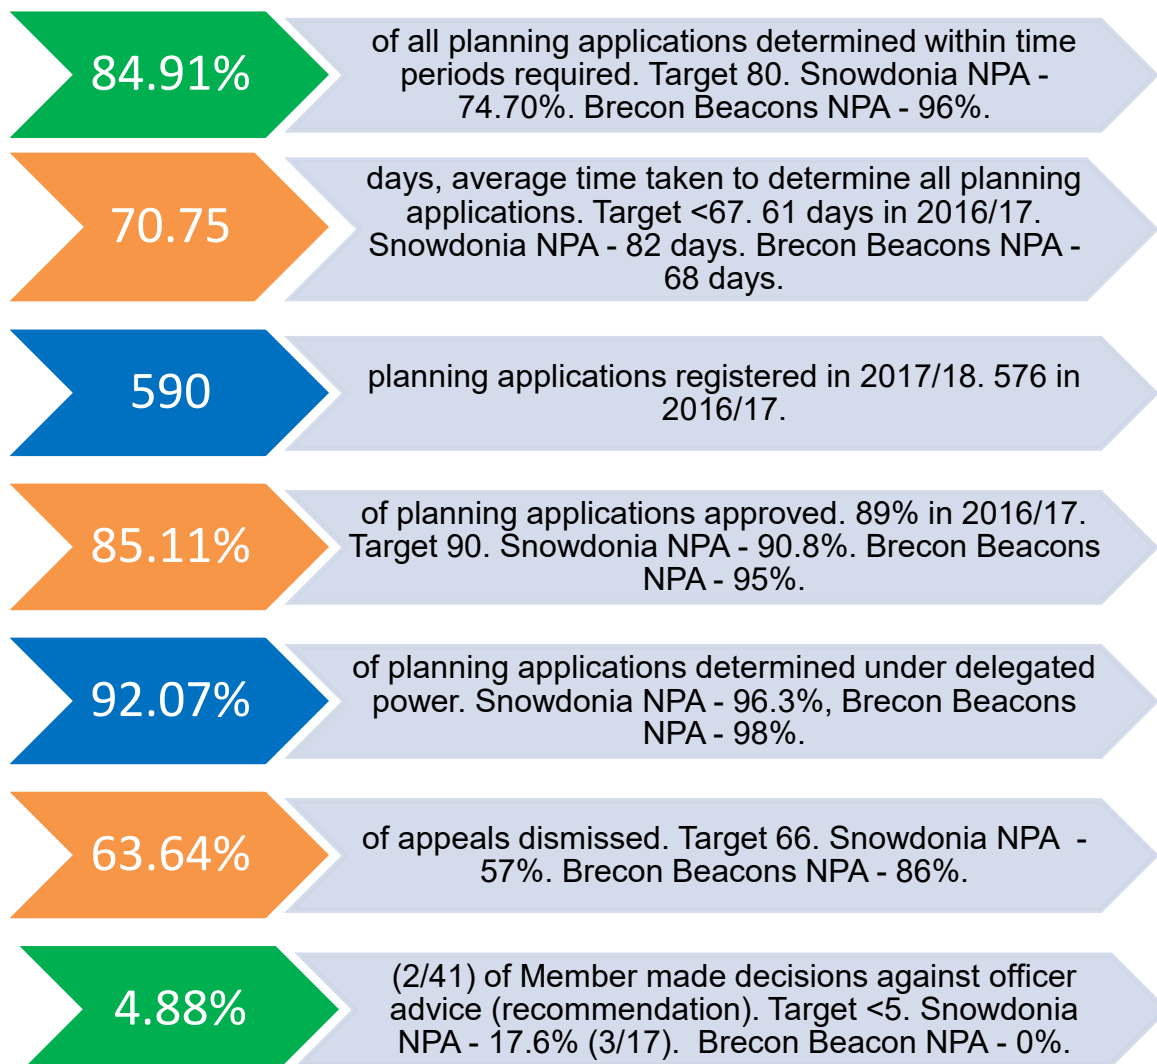 84.91%
of all planning applications determined within time
periods required. Target 80. Snowdonia NPA -
74.70%. Brecon Beacons NPA - 96%.
70.75
days, average time taken to determine all planning
applications. Target <67. 61 days in 2016/17.
Snowdonia NPA - 82 days. Brecon Beacons NPA -
68 days.
590
planning applications registered in 2017/18. 576 in
2016/17.
85.11%
of planning applications approved. 89% in 2016/17.
Target 90. Snowdonia NPA - 90.8%. Brecon Beacons
NPA - 95%.
92.07%
of planning applications determined under delegated
power. Snowdonia NPA - 96.3%, Brecon Beacons
NPA - 98%.
63.64%
of appeals dismissed. Target 66. Snowdonia NPA  -
57%. Brecon Beacons NPA - 86%.
4.88%
(2/41) of Member made decisions against officer
advice (recommendation). Target <5. Snowdonia
NPA - 17.6% (3/17).  Brecon Beacon NPA - 0%.